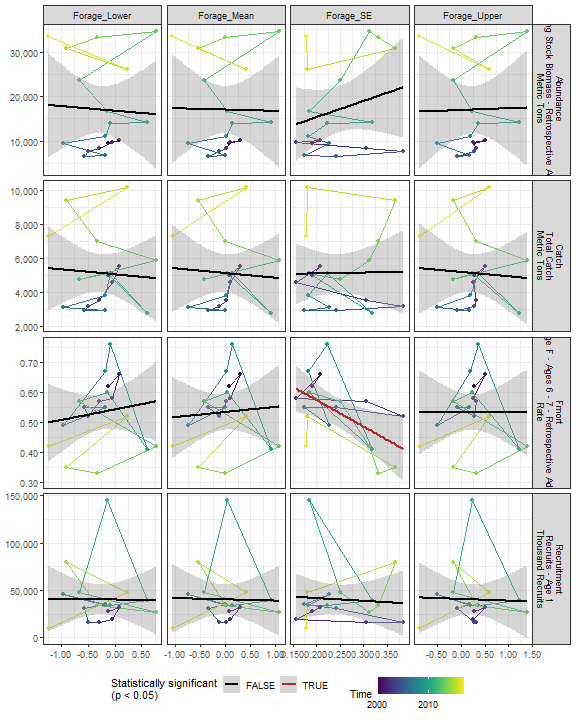 Forage_Lower Forage_Mean Forage_SE Forage_Upper
30,000
20,000
10,000
Abundance
Stock Biomass - Retrospective
Metric Tons
10,000
8,000
6,000
4,000
2,000
Catch
Total Catch
Metric Tons
0.70
0.60
0.50
0.40
0.30
Fmort
F - Ages 6 - 7 - Retrospective
Rate
150,000
100,000
50,000
0
Recruitment
Recruits - Age 1
Thousand Recruits
-1.00 -0.50 0.00 0.50 -0.50 0.00 0.50 1.00 0.150 0.200 0.250 0.300 0.350 -0.50 0.00 0.50 1.00 1.50
Statistically significant
(p < 0.05)
FALSE TRUE
Time
2000 2010